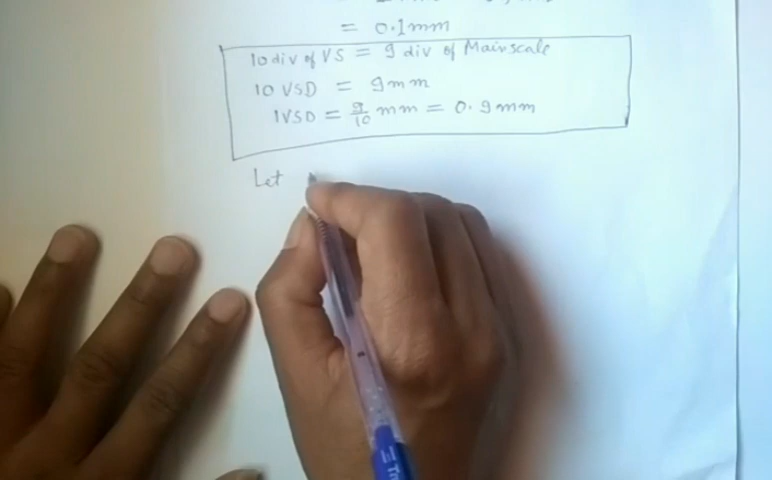 = 0.1mm
10 div of VS = 9 div of Mainscale
10 VSD = 9mm
1VSD = 9/10 mm = 0.9mm
Let